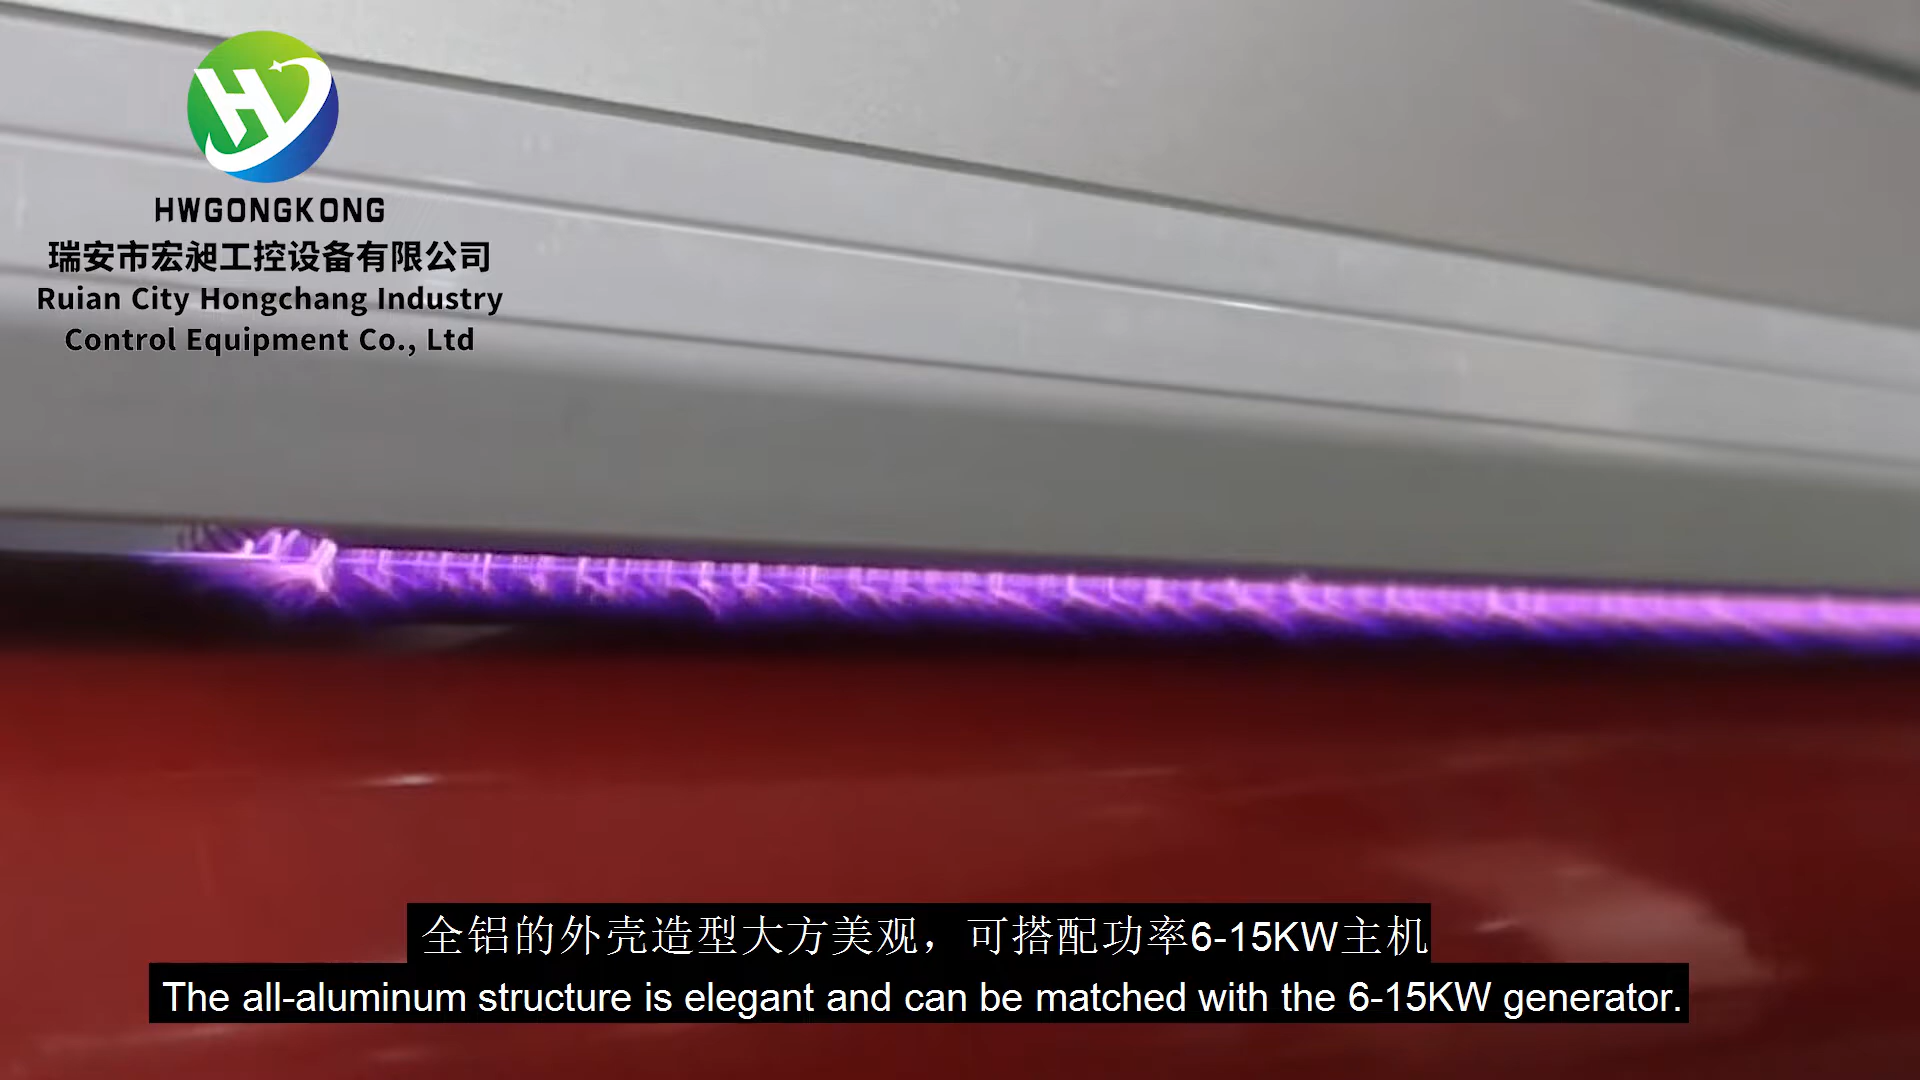 HWGONGKONG
瑞安市宏昶工控设备有限公司
Ruian City Hongchang Industry
Control Equipment Co., Ltd
全铝的外壳造型大方美观，可搭配功率6-15KW主机
The all-aluminum structure is elegant and can be matched with the 6-15KW generator.